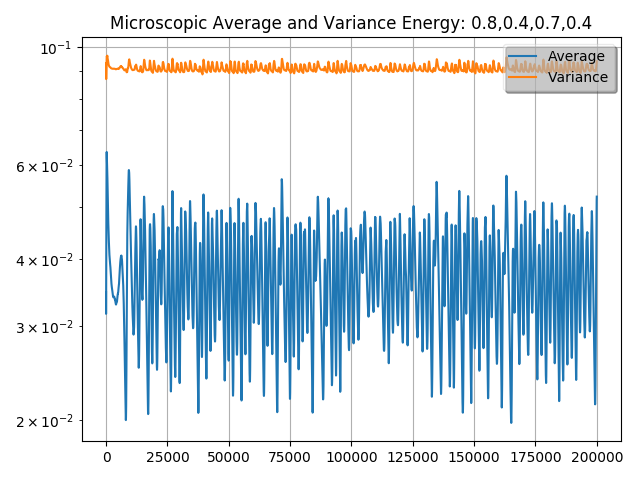 Microscopic Average and Variance Energy: 0.8,0.4,0.7,0.4
10⁻¹
6 × 10⁻²
4 × 10⁻²
3 × 10⁻²
2 × 10⁻²
Average
Variance
0 25000 50000 75000 100000 125000 150000 175000 200000